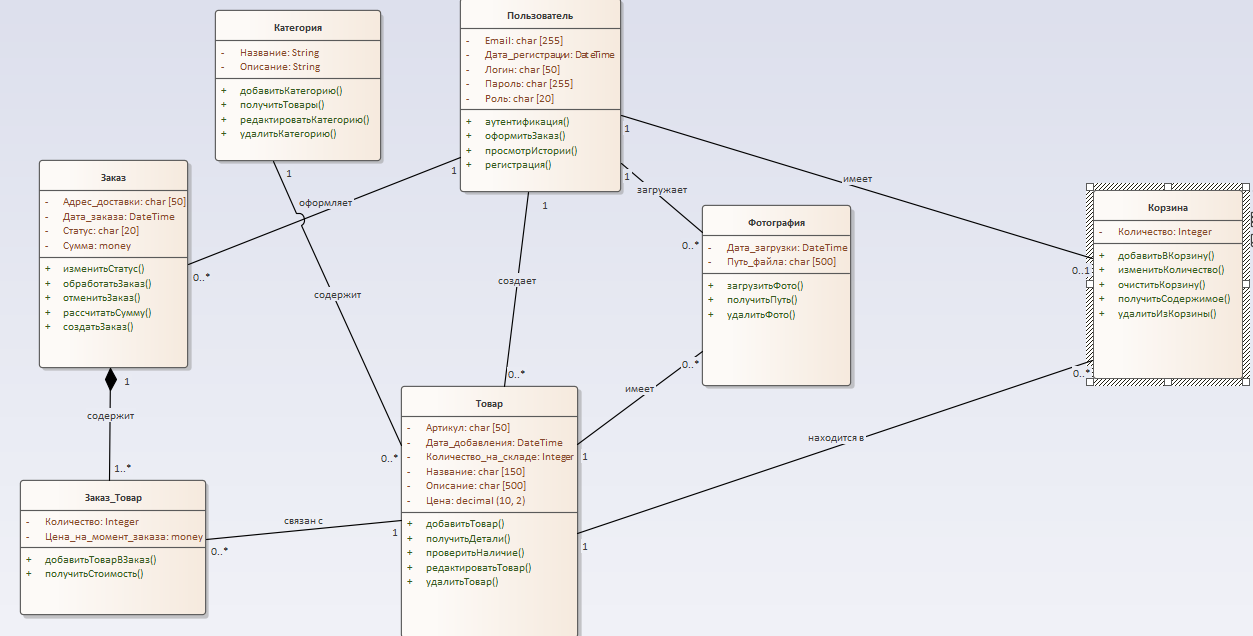 Категория
- Название: String
- Описание: String
+ добавитьКатегорию()
+ получитьТовары()
+ редактироватьКатегорию()
+ удалитьКатегорию()
Пользователь
- Email: char [255]
- Дата_регистрации: DateTime
- Логин: char [50]
- Пароль: char [255]
- Роль: char [20]
+ аутентификация()
+ оформитьЗаказ()
+ просмотрИстории()
+ регистрация()
Заказ
- Адрес_доставки: char [50]
- Дата_заказа: DateTime
- Статус: char [20]
- Сумма: money
+ изменитьСтатус()
+ обработатьЗаказ()
+ отменитьЗаказ()
+ рассчитатьСумму()
+ создатьЗаказ()
Фотография
- Дата_загрузки: DateTime
- Путь_файла: char [500]
+ загрузитьФото()
+ получитьПуть()
+ удалитьФото()
Корзина
- Количество: Integer
+ добавитьВКорзину()
+ изменитьКоличество()
+ очиститьКорзину()
+ получитьСодержимое()
+ удалитьИзКорзины()
Товар
- Артикул: char [50]
- Дата_добавления: DateTime
- Количество_на_складе: Integer
- Название: char [150]
- Описание: char [500]
- Цена: decimal (10, 2)
+ добавитьТовар()
+ получитьДетали()
+ проверитьНаличие()
+ редактироватьТовар()
+ удалитьТовар()
Заказ_Товар
- Количество: Integer
- Цена_на_момент_заказа: money
+ добавитьТоварВЗаказ()
+ получитьСтоимость()
1
оформляет
0..*
1
содержит
0..*
1
создает
0..*
1
загружает
0..*
1
имеет
0..1
1
содержит
1..*
0..*
связан с
1
0..*
имеет
1
0..*
находится в
1